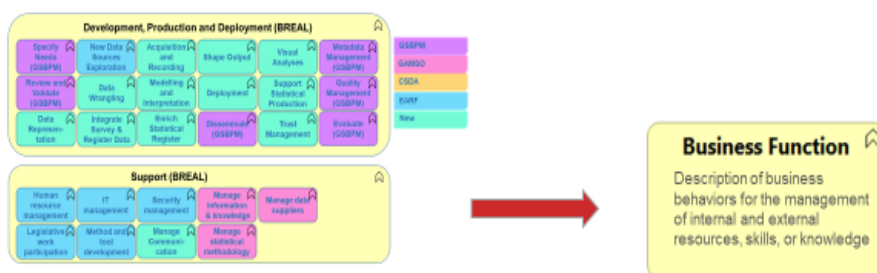 Development, Production and Deployment (BREAL)
Specify
Needs
(GSBPM)
New Data
Sources
Exploration
Acquisition
and
Recording
Shape Output
Visual
Analyses
Metadata
Management
(GSBPM)
Review and
Validate
(GSBPM)
Data
Wrangling
Modelling
and
Interpretation
Deployment
Support
Statistical
Production
Quality
Management
(GSBPM)
Data
Represen-
tation
Integrate
Survey &
Register Data
Enrich
Statistical
Register
Disseminate
(GSBPM)
Trust
Management
Evaluate
(GSBPM)
GSBPM
GAMSO
CSDA
EARF
New
Support (BREAL)
Human
resource
management
IT
management
Security
management
Manage
information
& knowledge
Manage data
suppliers
Legislative
work
participation
Method and
tool
development
Manage
Communi-
cation
Manage
statistical
methodology
Business Function
Description of business
behaviors for the management
of internal and external
resources, skills, or knowledge